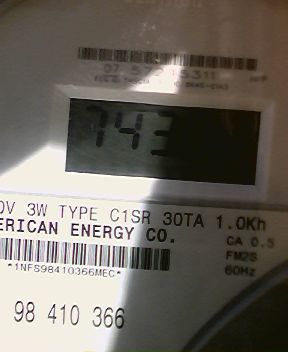 743
0V 3W TYPE C1SR 30TA 1.0Kh
ERICAN ENERGY CO. CA 0.5
FM2S
*1NFS98410366MEC* 60Hz
98 410 366